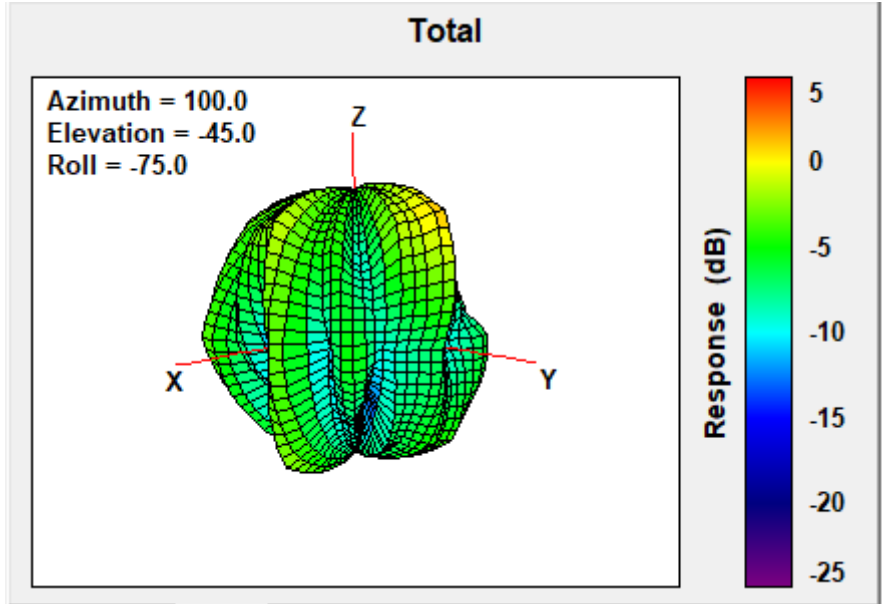 Total
Azimuth = 100.0
Elevation = -45.0
Roll = -75.0
Z
X
Y
5
0
-5
-10
-15
-20
-25
Response (dB)